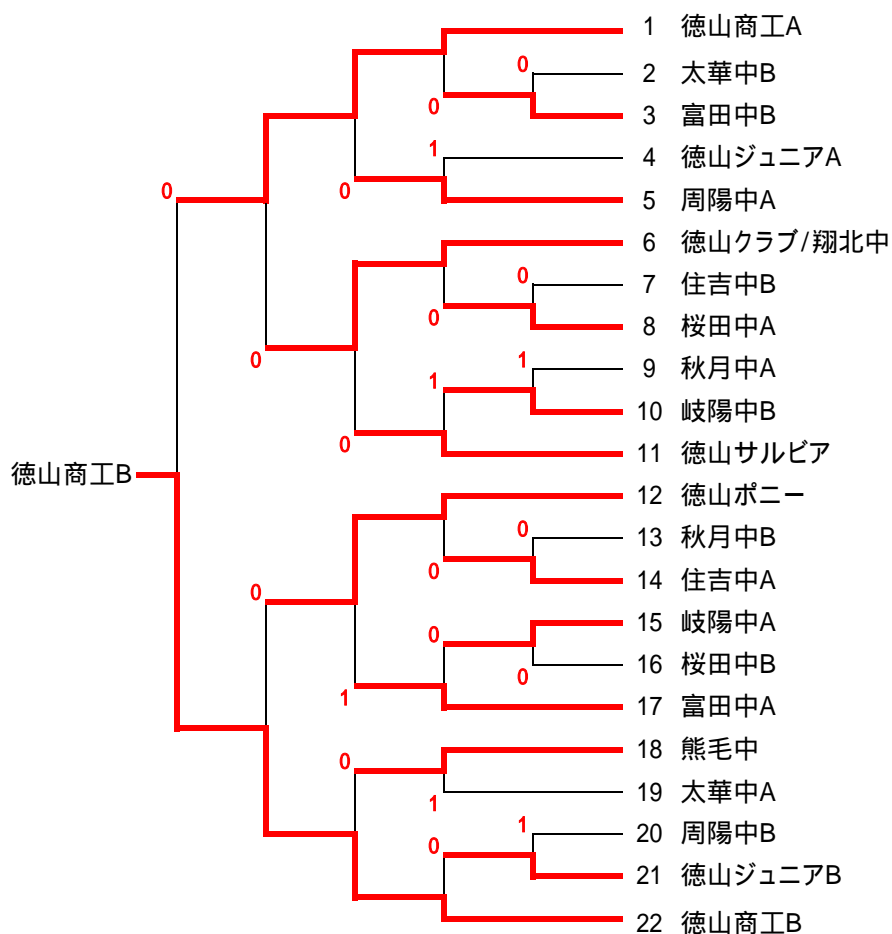 1 徳山商工A
0
2 太華中B
0
3 富田中B
1
4 徳山ジュニアA
0
0
5 周陽中A
6 徳山クラブ/翔北中
0
7 住吉中B
0
8 桜田中A
0
1
1
9 秋月中A
10 岐陽中B
0
11 徳山サルビア
徳山商工B
12 徳山ポニー
0
13 秋月中B
0
14 住吉中A
0
15 岐陽中A
0
16 桜田中B
0
1
17 富田中A
18 熊毛中
0
19 太華中A
1
1
20 周陽中B
0
21 徳山ジュニアB
22 徳山商工B